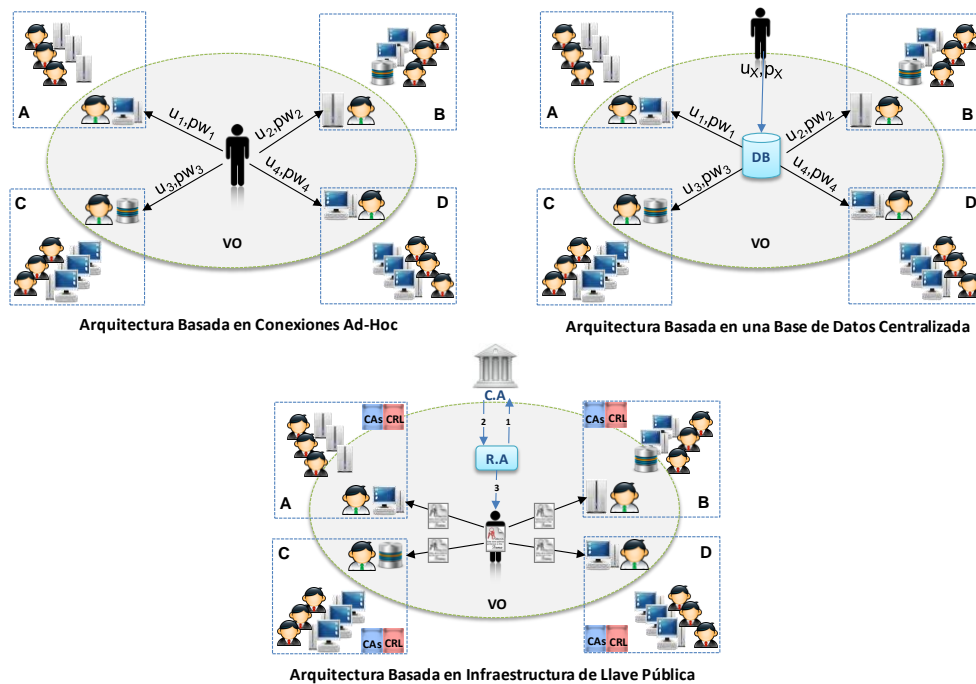 A
B
u1,pw1
u2,pw2
u3,pw3
u4,pw4
C
D
VO
Arquitectura Basada en Conexiones Ad-Hoc
uX,pX
A
B
u1,pw1
u2,pw2
DB
u3,pw3
u4,pw4
C
D
VO
Arquitectura Basada en una Base de Datos Centralizada
C.A
CAs CRL
CAs CRL
2
1
R.A
3
A
B
C
D
VO
CAs CRL
CAs CRL
Arquitectura Basada en Infraestructura de Llave Pública